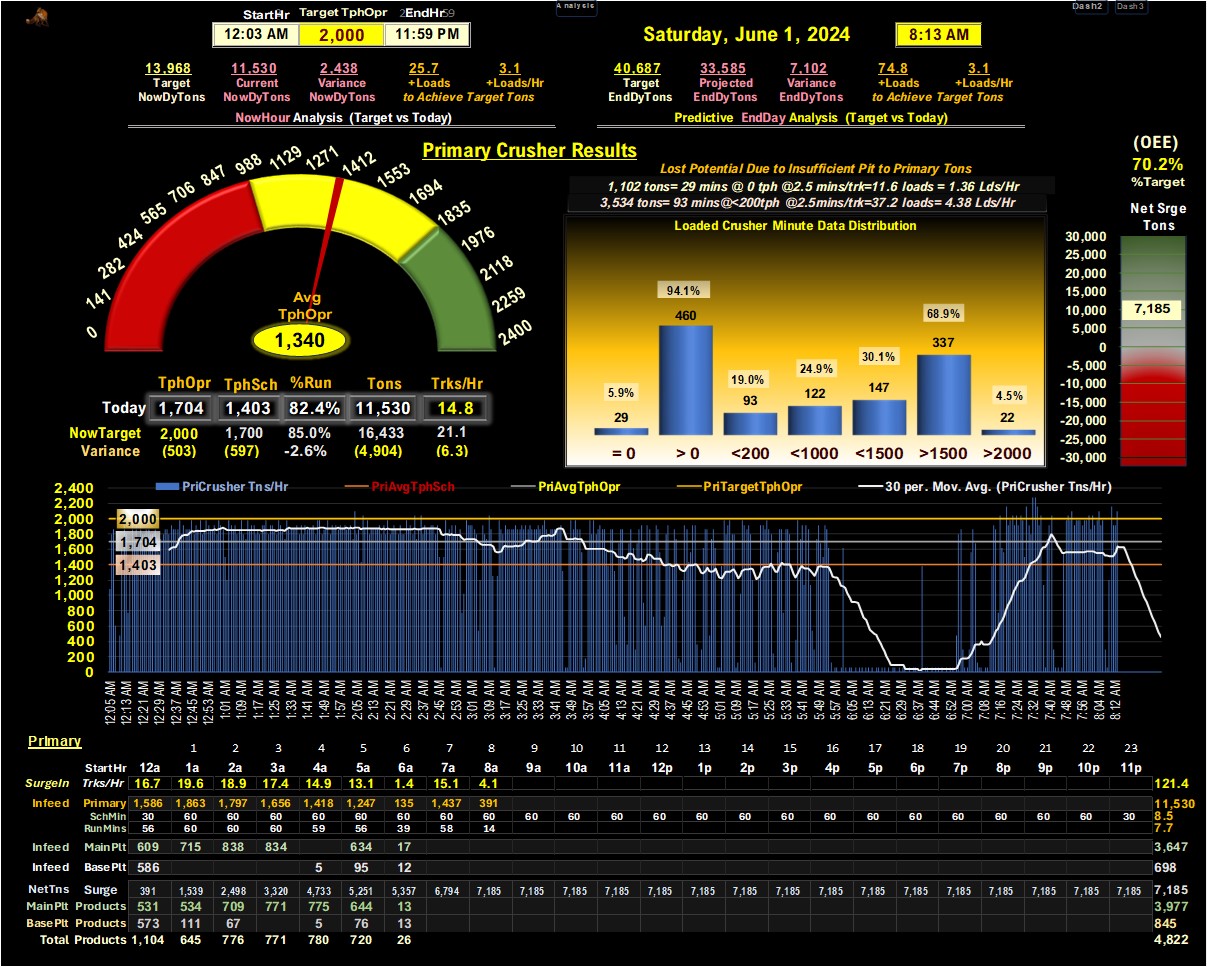 StartHr Target TphOpr EndHr 59
12:03 AM 2,000 11:59 PM
Analysis
Saturday, June 1, 2024 8:13 AM
Dash2 Dash3
13,968 11,530 2,438 25.7 3.1
Target Current Variance +Loads +Loads/Hr
NowDyTons NowDyTons NowDyTons to Achieve Target Tons
NowHour Analysis (Target vs Today)
40,687 33,585 7,102 74.8 3.1
Target Projected Variance +Loads +Loads/Hr
EndDyTons EndDyTons EndDyTons to Achieve Target Tons
Predictive EndDay Analysis (Target vs Today)
Primary Crusher Results
0 141 282 424 565 706 847 988 1129 1271 1412 1553 1694 1835 1976 2118 2259 2400
Avg
TphOpr
1,340
TphOpr TphSch %Run Tons Trks/Hr
Today 1,704 1,403 82.4% 11,530 14.8
NowTarget 2,000 1,700 85.0% 16,433 21.1
Variance (503) (597) -2.6% (4,904) (6.3)
Lost Potential Due to Insufficient Pit to Primary Tons
1,102 tons= 29 mins @ 0 tph @2.5 mins/trk=11.6 loads = 1.36 Lds/Hr
3,534 tons= 93 mins@<200tph @2.5mins/trk=37.2 loads= 4.38 Lds/Hr
Loaded Crusher Minute Data Distribution
5.9% 94.1% 19.0% 24.9% 30.1% 68.9% 4.5%
29 460 93 122 147 337 22
= 0 > 0 <200 <1000 <1500 >1500 >2000
(OEE)
70.2%
%Target
Net Srge
Tons
30,000
25,000
20,000
15,000
10,000
5,000
0
-5,000
-10,000
-15,000
-20,000
-25,000
-30,000
7,185
PriCrusher Tns/Hr PriAvgTphSch PriAvgTphOpr PriTargetTphOpr 30 per. Mov. Avg. (PriCrusher Tns/Hr)
2,400
2,200
2,000
1,800
1,600
1,400
1,200
1,000
800
600
400
200
0
2,000
1,704
1,403
12:05 AM 12:13 AM 12:21 AM 12:29 AM 12:37 AM 12:45 AM 12:53 AM 1:01 AM 1:09 AM 1:17 AM 1:25 AM 1:33 AM 1:41 AM 1:49 AM 1:57 AM 2:05 AM 2:13 AM 2:21 AM 2:29 AM 2:37 AM 2:45 AM 2:53 AM 3:01 AM 3:09 AM 3:17 AM 3:25 AM 3:33 AM 3:41 AM 3:49 AM 3:57 AM 4:05 AM 4:13 AM 4:21 AM 4:29 AM 4:37 AM 4:45 AM 4:53 AM 5:01 AM 5:09 AM 5:17 AM 5:25 AM 5:33 AM 5:41 AM 5:49 AM 5:57 AM 6:05 AM 6:13 AM 6:21 AM 6:29 AM 6:37 AM 6:44 AM 6:52 AM 7:00 AM 7:08 AM 7:16 AM 7:24 AM 7:32 AM 7:40 AM 7:48 AM 7:56 AM 8:04 AM 8:12 AM
Primary
1 2 3 4 5 6 7 8 9 10 11 12 13 14 15 16 17 18 19 20 21 22 23
StartHr 12a 1a 2a 3a 4a 5a 6a 7a 8a 9a 10a 11a 12p 1p 2p 3p 4p 5p 6p 7p 8p 9p 10p 11p
SurgeIn Trks/Hr 16.7 19.6 18.9 17.4 14.9 13.1 1.4 15.1 4.1 121.4
Infeed Primary 1,586 1,863 1,797 1,656 1,418 1,247 135 1,437 391 11,530
SchMin 30 60 60 60 60 60 60 60 60 60 60 60 60 60 60 60 60 60 60 60 60 60 60 30 8.5
RunMins 56 60 60 60 59 56 39 58 14 7.7
Infeed MainPlt 609 715 838 834 634 17 3,647
Infeed BasePlt 586 5 95 12 698
NetTns Surge 391 1,539 2,498 3,320 4,733 5,251 5,357 6,794 7,185 7,185 7,185 7,185 7,185 7,185 7,185 7,185 7,185 7,185 7,185 7,185 7,185 7,185 7,185 7,185 7,185
MainPlt Products 531 534 709 771 775 644 13 3,977
BasePlt Products 573 111 67 5 76 13 845
Total Products 1,104 645 776 771 780 720 26 4,822